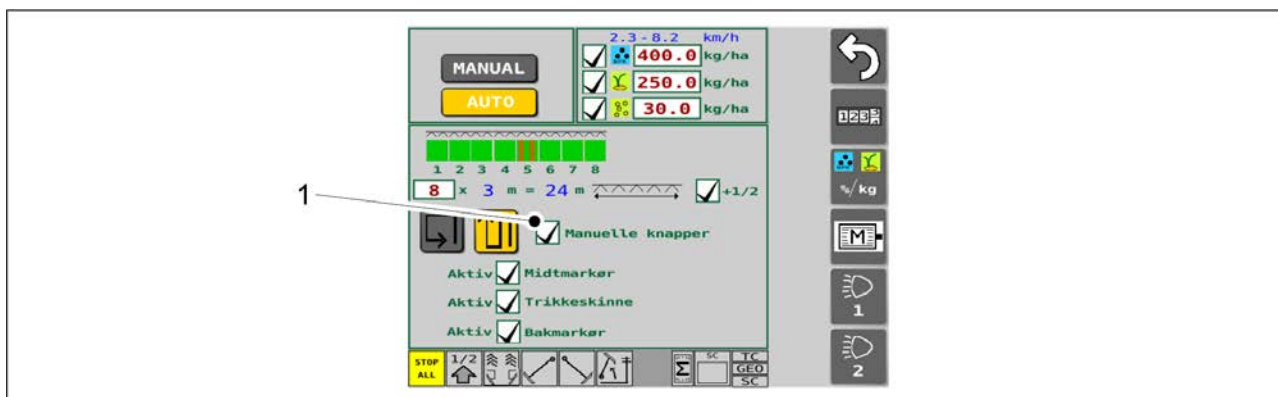 2.3 - 8.2 km/h
MANUAL
400.0 kg/ha
250.0 kg/ha
AUTO
30.0 kg/ha
1 2 3 4 5 6 7 8
8 x 3 m = 24 m +1/2
1
Manuelle knapper
Aktiv Midtmarkør
Aktiv Trikkeskinne
Aktiv Bakmarkør
STOP ALL
1/2
Σ
SC
TC
GEO
SC
%/kg
M
1
2